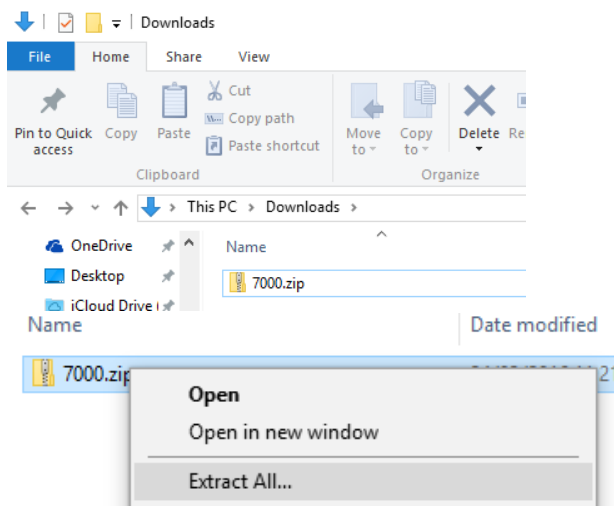 Downloads
File Home Share View
Pin to Quick access
Copy
Paste
Cut
Copy path
Paste shortcut
Move to
Copy to
Delete
Clipboard
Organize
This PC > Downloads >
OneDrive
Desktop
iCloud Drive
Name
7000.zip
Name Date modified
7000.zip
Open
Open in new window
Extract All...